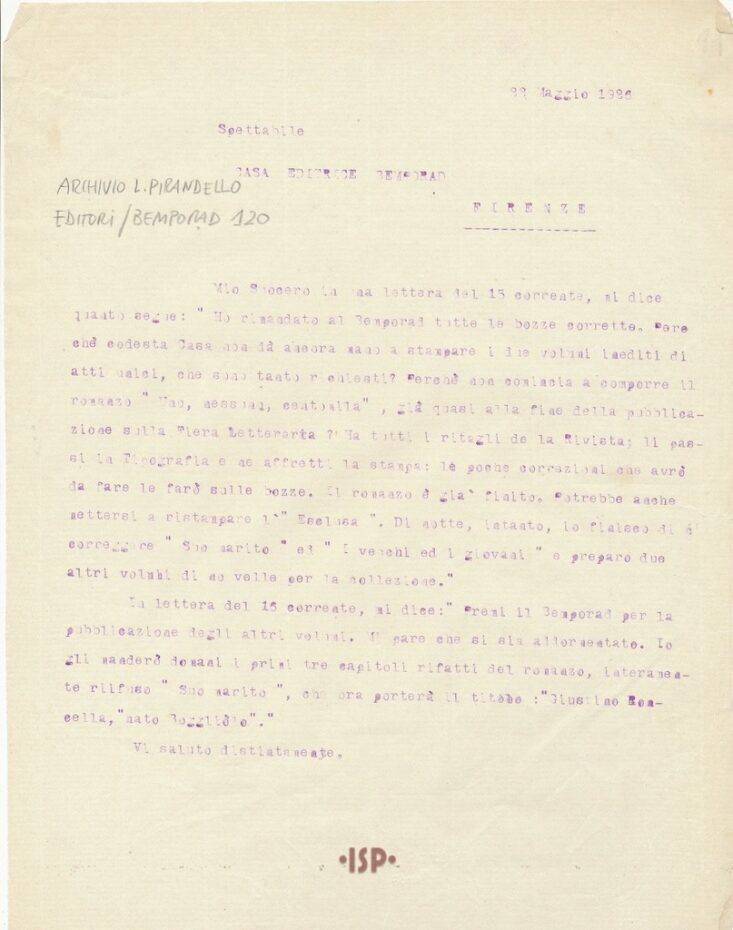 22 Maggio 1926
Spettabile
CASA EDITRICE BEMPORAD
ARCHIVIO L. PIRANDELLO
FIRENZE
EDITORI/BEMPORAD 120
Mio Suocero in una lettera del 15 corrente, mi dice
quanto segue: " Ho rimandato al Bemporad tutte le bozze corrette. Per
chè codesta Casa non dà ancora mano a stampare i due volumi inediti di
atti unici, che sono tanto richiesti? Perchè non comincia a comporre il
romanzo " Uno, nessuno, centomila" , già quasi alla fine della pubblica-
zione sulla Fiera Letteraria ? Ha tutti i ritagli de la Rivista; li pas-
si in Tipografia e ne affretti la stampa: le poche correzioni che avrò
da fare le farò sulle bozze. Il romanzo è gia' finito. Potrebbe anche
mettersi a ristampare l'" Esclusa ". Di notte, intanto, io finisco di
correggere " Suo marito " ed " I vecchi ed i giovani " e preparo due
altri volumi di no velle per la collezione."
In lettera del 16 corrente, mi dice:" Premi il Bemporad per la
pubblicazione degli altri volumi. Mi pare che si sia addormentato. Io
gli manderò domani i primi tre capitoli rifatti del romanzo, interamen-
te riifuso " Suo marito ", che ora porterà il titolo :"Giustino Ron-
cella,"nato Boggiòlo"."
Vi saluto distintamente.
•ISP•